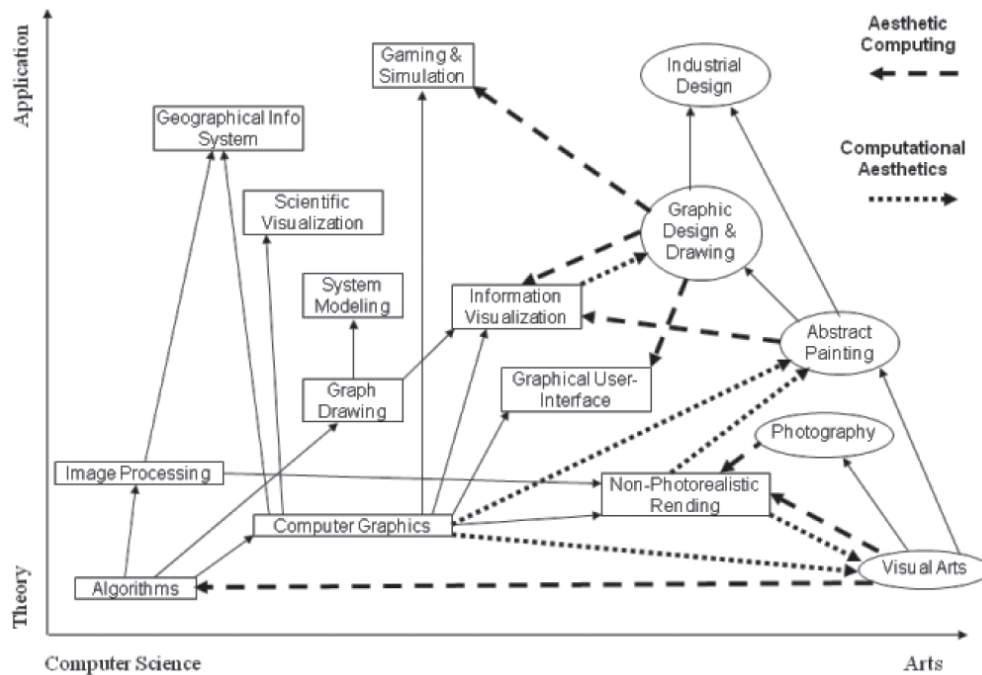 Application
Theory
Computer Science
Arts
Aesthetic
Computing
Computational
Aesthetics
Gaming &
Simulation
Industrial
Design
Geographical Info
System
Scientific
Visualization
Graphic
Design &
Drawing
System
Modeling
Information
Visualization
Abstract
Painting
Graph
Drawing
Graphical User-
Interface
Photography
Image Processing
Non-Photorealistic
Rending
Computer Graphics
Visual Arts
Algorithms